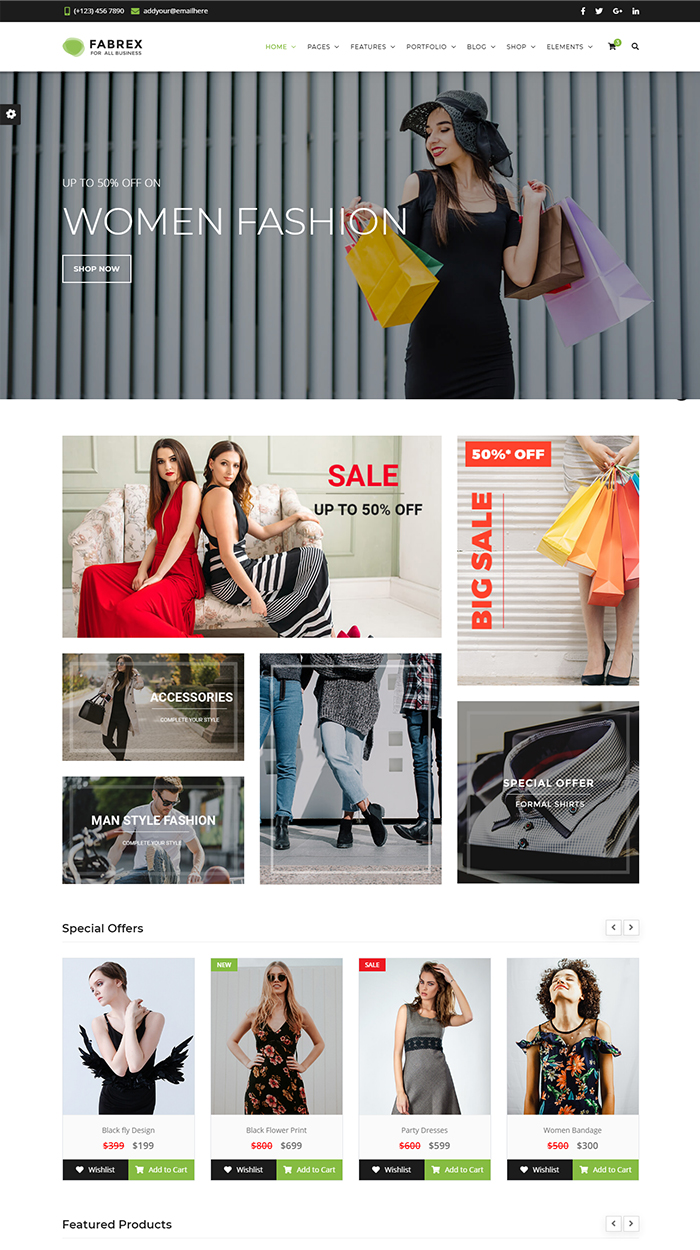 (+123) 456 7890 addyour@emailhere
FABREX
FOR ALL BUSINESS
HOME PAGES FEATURES PORTFOLIO BLOG SHOP ELEMENTS 3
UP TO 50% OFF ON
WOMEN FASHION
SHOP NOW
SALE
UP TO 50% OFF
50%* OFF
BIG SALE
ACCESSORIES
COMPLETE YOUR STYLE
MAN STYLE FASHION
COMPLETE YOUR STYLE
SPECIAL OFFER
FORMAL SHIRTS
Special Offers
NEW
SALE
Black fly Design
$399 $199
Wishlist Add to Cart
Black Flower Print
$800 $699
Wishlist Add to Cart
Party Dresses
$600 $599
Wishlist Add to Cart
Women Bandage
$500 $300
Wishlist Add to Cart
Featured Products